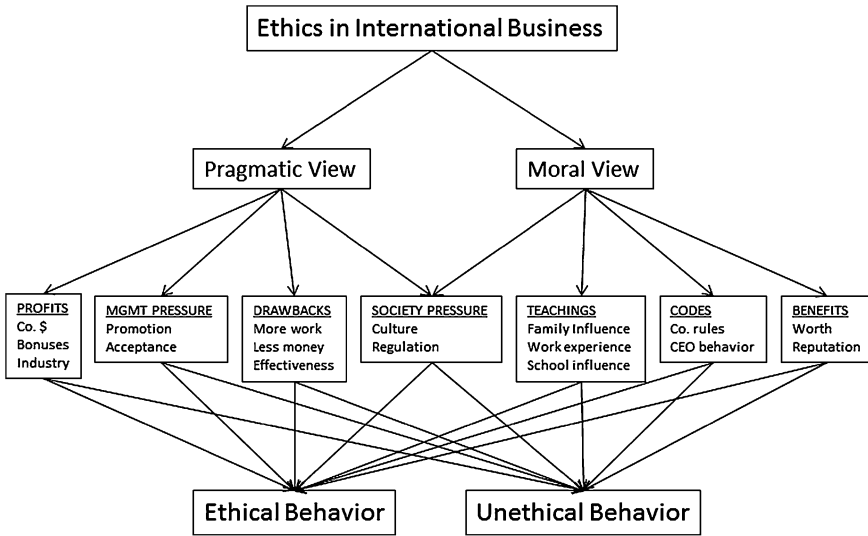 Ethics in International Business
Pragmatic View
Moral View
PROFITS
Co. $
Bonuses
Industry
MGMT PRESSURE
Promotion
Acceptance
DRAWBACKS
More work
Less money
Effectiveness
SOCIETY PRESSURE
Culture
Regulation
TEACHINGS
Family Influence
Work experience
School influence
CODES
Co. rules
CEO behavior
BENEFITS
Worth
Reputation
Ethical Behavior
Unethical Behavior